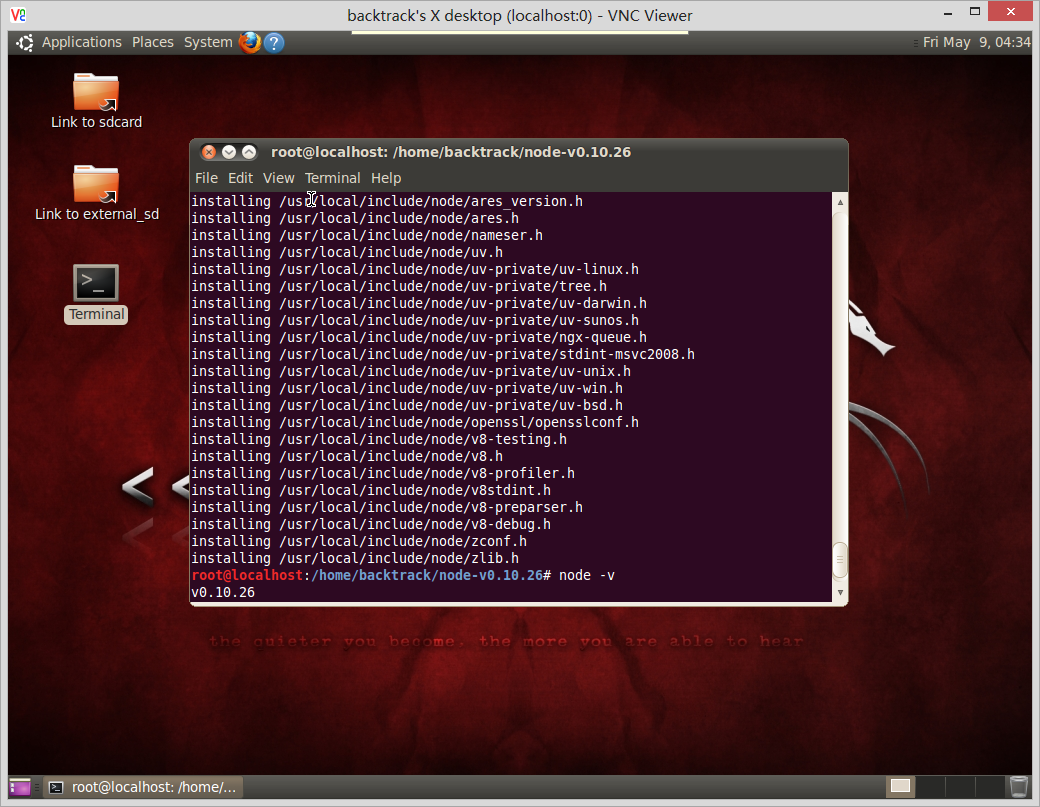 backtrack's X desktop (localhost:0) - VNC Viewer
Applications Places System
Fri May 9, 04:34
Link to sdcard
Link to external_sd
Terminal
root@localhost: /home/backtrack/node-v0.10.26
File Edit View Terminal Help
installing /usr/local/include/node/ares_version.h
installing /usr/local/include/node/ares.h
installing /usr/local/include/node/nameser.h
installing /usr/local/include/node/uv.h
installing /usr/local/include/node/uv-private/uv-linux.h
installing /usr/local/include/node/uv-private/tree.h
installing /usr/local/include/node/uv-private/uv-darwin.h
installing /usr/local/include/node/uv-private/uv-sunos.h
installing /usr/local/include/node/uv-private/ngx-queue.h
installing /usr/local/include/node/uv-private/stdint-msvc2008.h
installing /usr/local/include/node/uv-private/uv-unix.h
installing /usr/local/include/node/uv-private/uv-win.h
installing /usr/local/include/node/uv-private/uv-bsd.h
installing /usr/local/include/node/openssl/opensslconf.h
installing /usr/local/include/node/v8-testing.h
installing /usr/local/include/node/v8.h
installing /usr/local/include/node/v8-profiler.h
installing /usr/local/include/node/v8stdint.h
installing /usr/local/include/node/v8-preparser.h
installing /usr/local/include/node/v8-debug.h
installing /usr/local/include/node/zconf.h
installing /usr/local/include/node/zlib.h
root@localhost:/home/backtrack/node-v0.10.26# node -v
v0.10.26
<<
the quieter you become, the more you are able to hear
root@localhost: /home/...